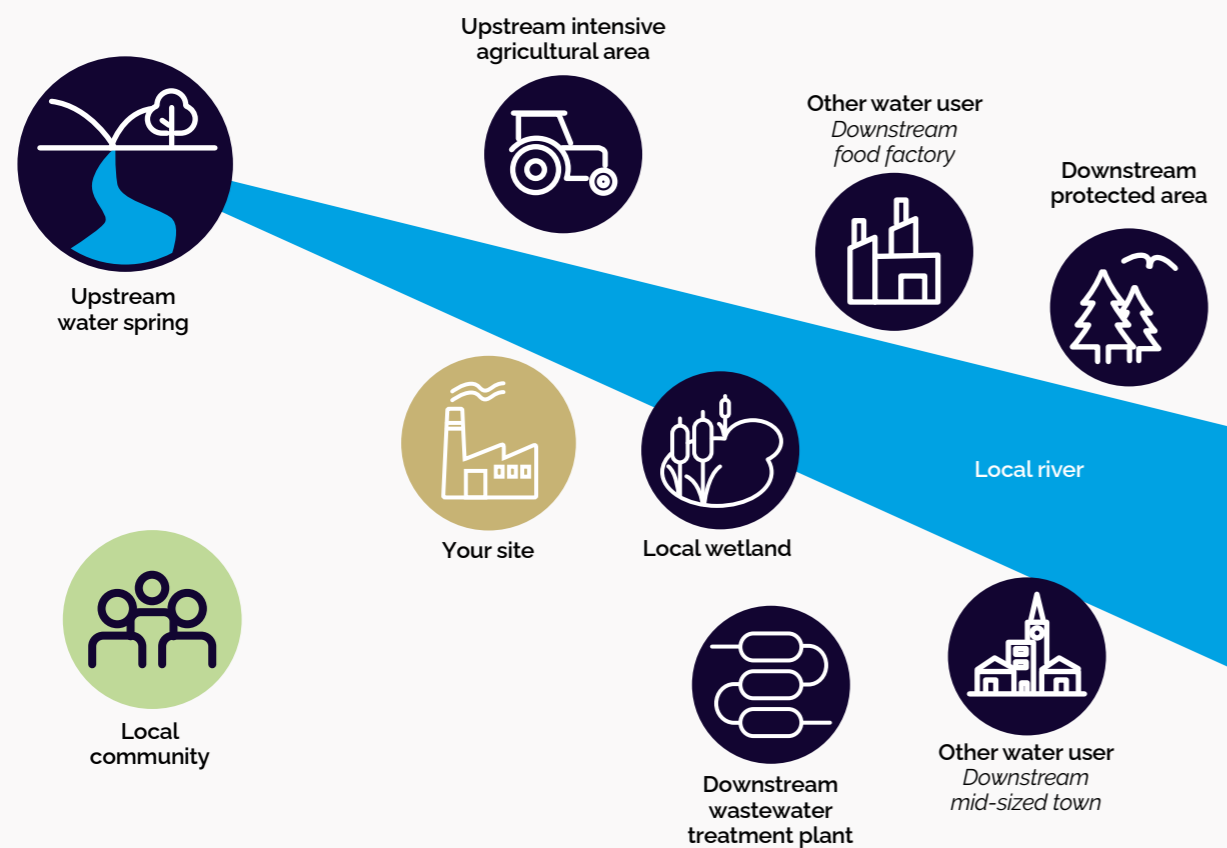 Upstream intensive
agricultural area
Other water user
Downstream
food factory
Downstream
protected area
Upstream
water spring
Local river
Your site
Local wetland
Local
community
Downstream
wastewater
treatment plant
Other water user
Downstream
mid-sized town